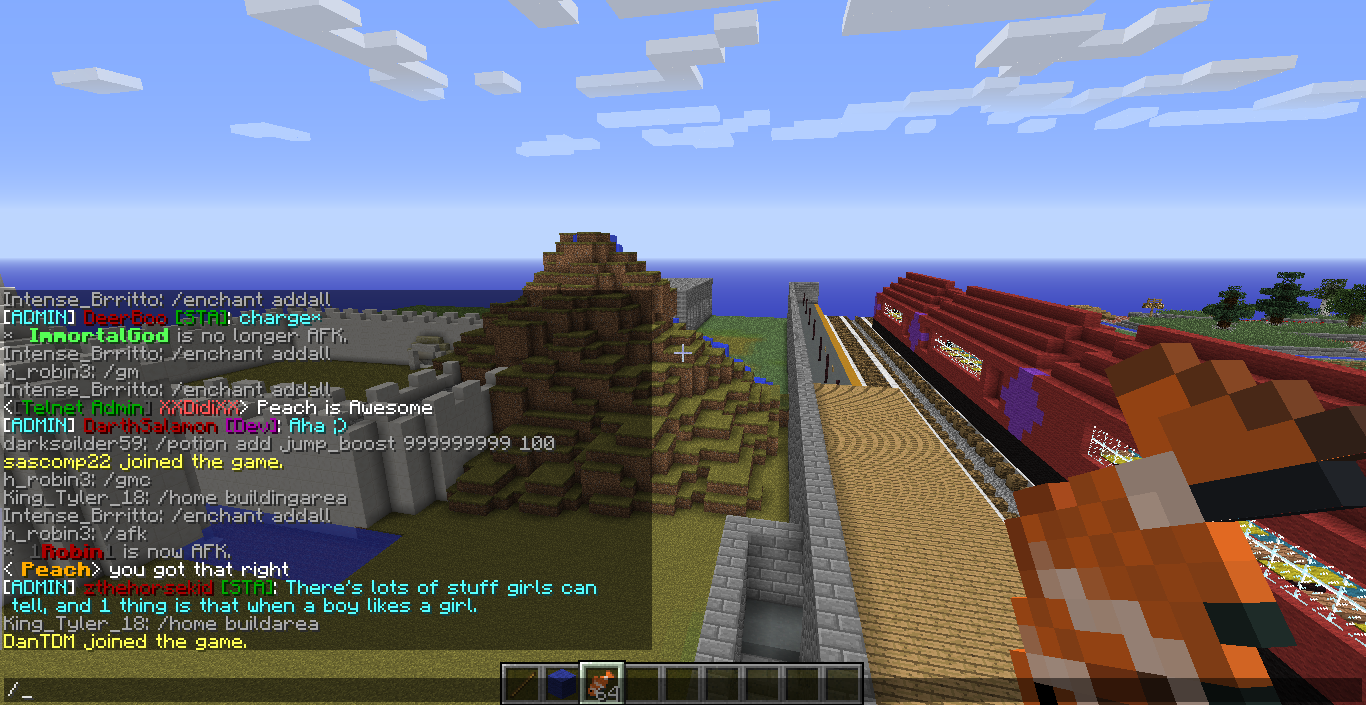 Intense_Brritto: /enchant addall
[ADMIN] DeerBoo [STA]: charge*
* ImmortalGod is no longer AFK.
Intense_Brritto: /enchant addall
h_robin3: /gm
Intense_Brritto: /enchant addall
<[Telnet Admin] XXDidiXX> Peach is Awesome
[ADMIN] DarthSalamon [Dev]: Aha ;)
darksoilder59: /potion add jump_boost 999999999 100
sascomp22 joined the game.
h_robin3: /gmc
King_Tyler_18: /home buildingarea
Intense_Brritto: /enchant addall
h_robin3: /afk
* 1Robin1 is now AFK.
< Peach> you got that right
[ADMIN] zthehorsekid [STA]: There's lots of stuff girls can
tell, and 1 thing is that when a boy likes a girl.
King_Tyler_18: /home buildarea
DanTDM joined the game.
/_
64